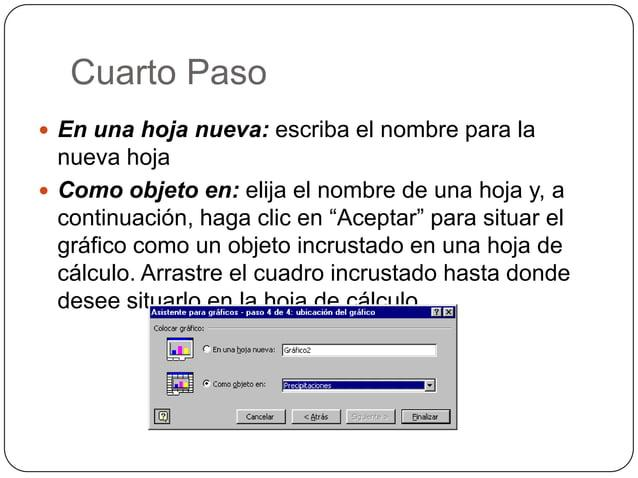 Cuarto Paso
• En una hoja nueva: escriba el nombre para la
nueva hoja
• Como objeto en: elija el nombre de una hoja y, a
continuación, haga clic en “Aceptar” para situar el
gráfico como un objeto incrustado en una hoja de
cálculo. Arrastre el cuadro incrustado hasta donde
desee situarlo en la hoja de cálculo
Asistente para gráficos - paso 4 de 4: ubicación del gráfico
Colocar gráfico:
En una hoja nueva: Gráfico2
Como objeto en: Precipitaciones
Cancelar < Atrás Siguiente > Finalizar